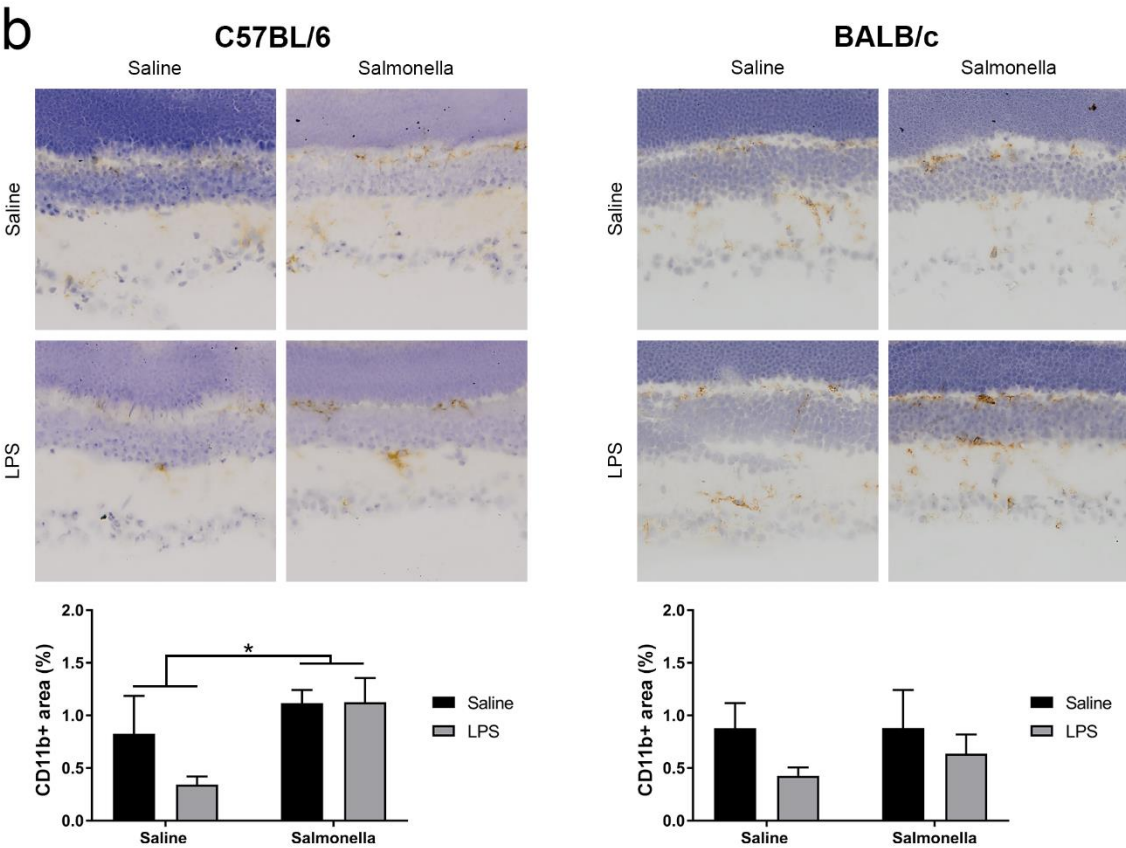 b
C57BL/6
BALB/c
Saline
Salmonella
Saline
Salmonella
Saline
Saline
LPS
LPS
2.0
1.5
1.0
0.5
0.0
CD11b+ area (%)
*
Saline
LPS
Saline
Salmonella
2.0
1.5
1.0
0.5
0.0
CD11b+ area (%)
Saline
LPS
Saline
Salmonella